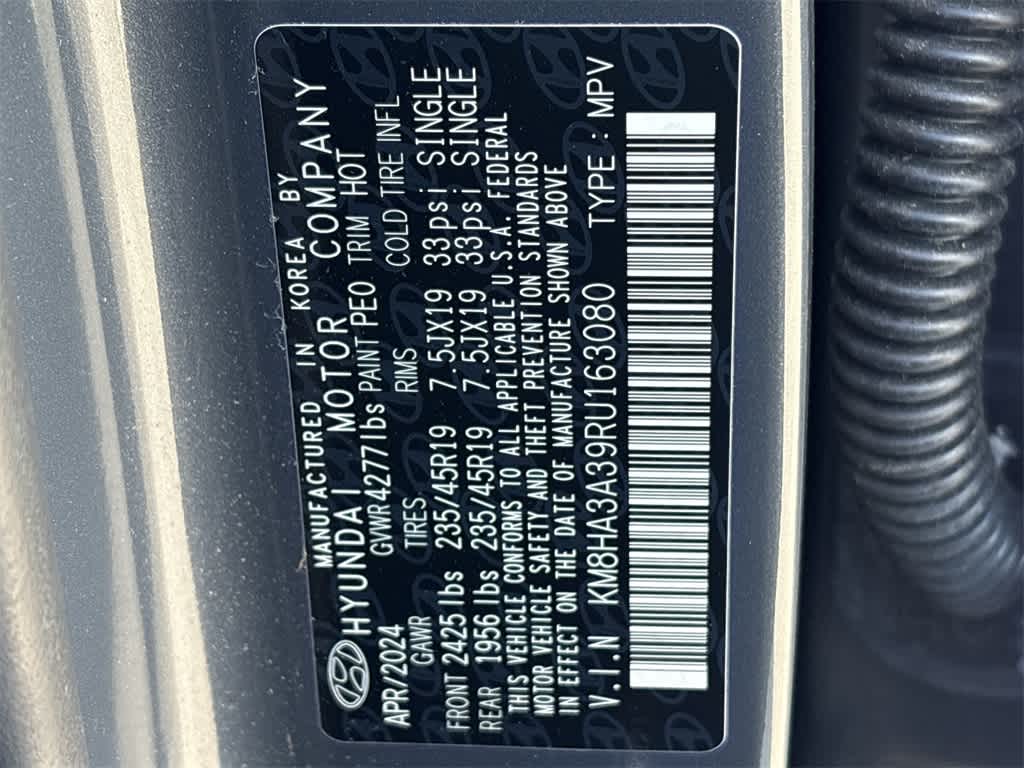 MANUFACTURED IN KOREA BY
HYUNDAI MOTOR COMPANY
APR/2024 GVWR 4277 lbs PAINT PEO TRIM HOT
GAWR TIRES RIMS COLD TIRE INFL
FRONT 2425 lbs 235/45R19 7.5JX19 33psi SINGLE
REAR 1956 lbs 235/45R19 7.5JX19 33psi SINGLE
THIS VEHICLE CONFORMS TO ALL APPLICABLE U.S.A. FEDERAL
MOTOR VEHICLE SAFETY AND THEFT PREVENTION STANDARDS
IN EFFECT ON THE DATE OF MANUFACTURE SHOWN ABOVE
V.I.N KM8HA3A39RU163080 TYPE: MPV